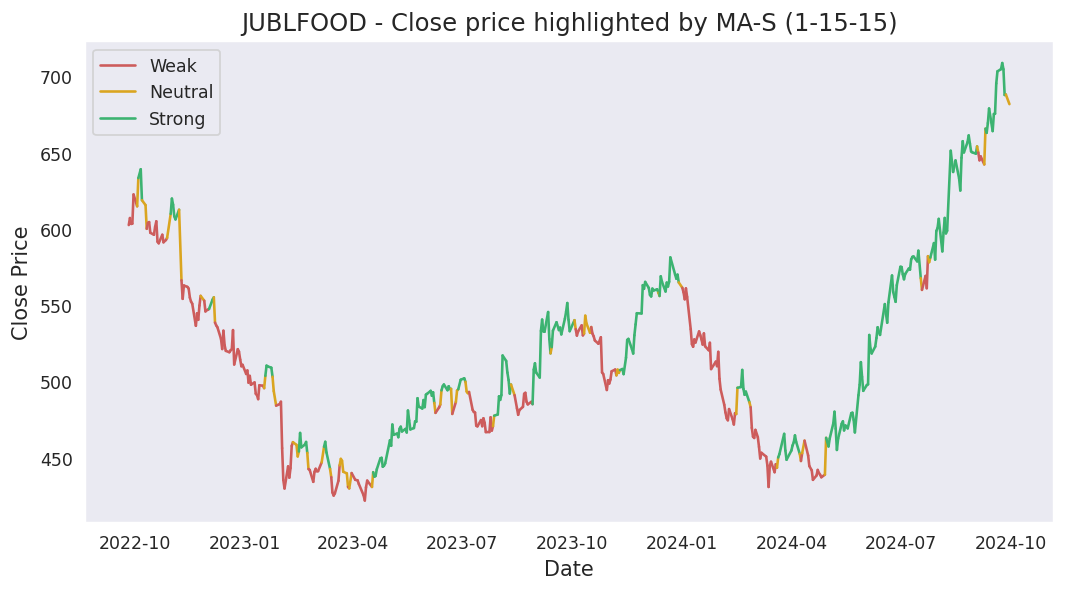 JUBLFOOD - Close price highlighted by MA-S (1-15-15)
Weak
Neutral
Strong
Close Price
700
650
600
550
500
450
2022-10 2023-01 2023-04 2023-07 2023-10 2024-01 2024-04 2024-07 2024-10
Date